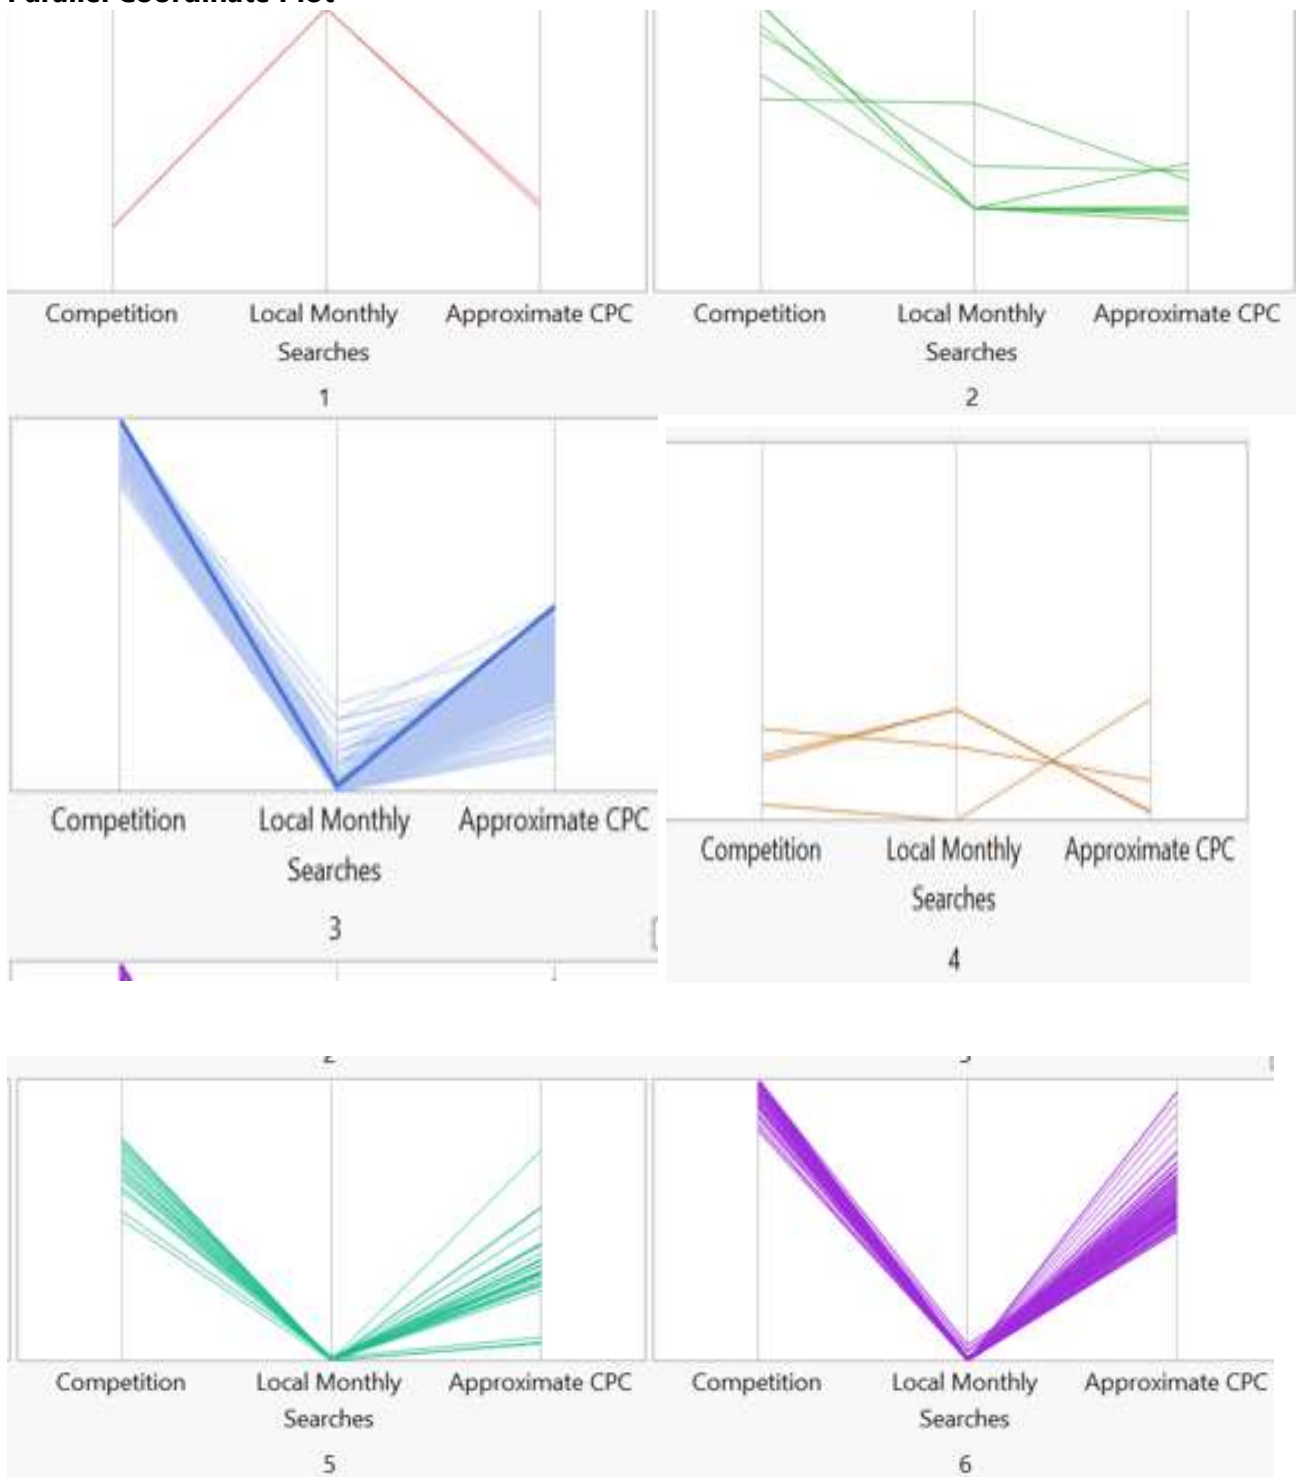 Parallel Coordinate Plot
Competition Local Monthly Approximate CPC Competition Local Monthly Approximate CPC
Searches Searches
1 2
Competition Local Monthly Approximate CPC
Searches
3
Competition Local Monthly Approximate CPC
Searches
4
Competition Local Monthly Approximate CPC Competition Local Monthly Approximate CPC
Searches Searches
5 6